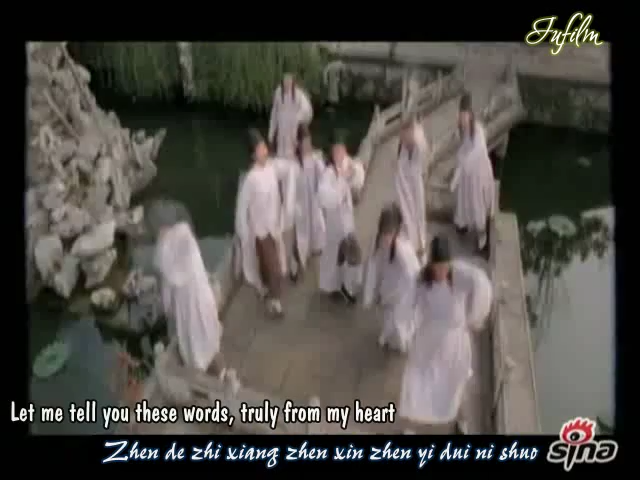 Jufilm
Let me tell you these words, truly from my heart
Zhen de zhi xiang zhen xin zhen yi dui ni shuo
sina